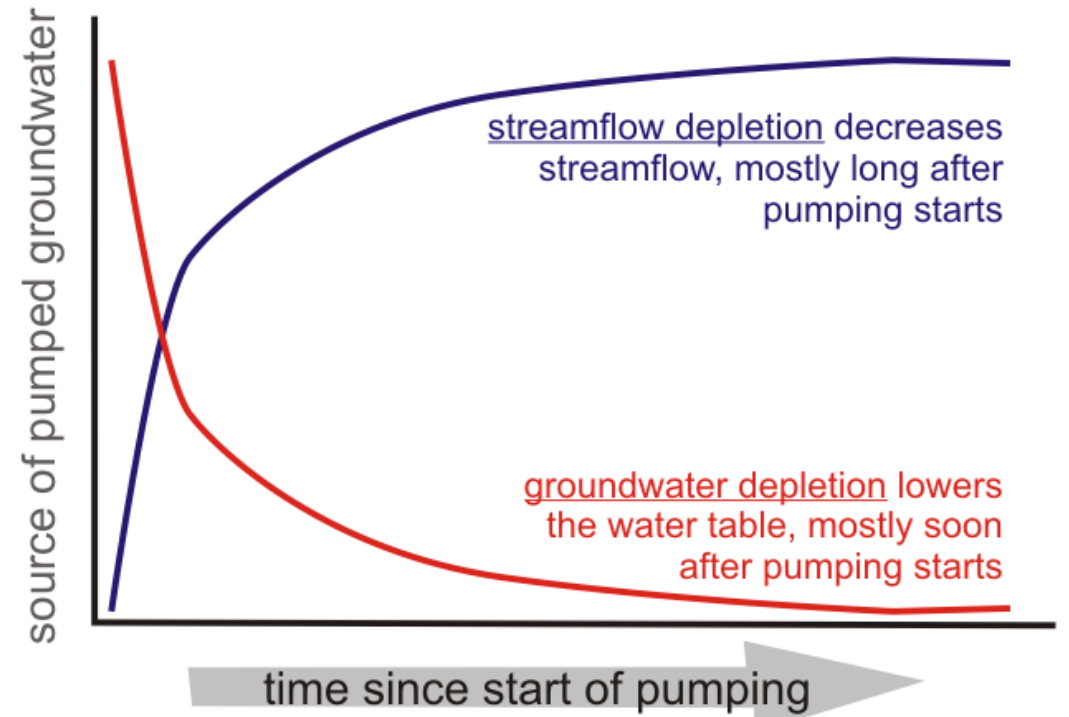 source of pumped groundwater
streamflow depletion decreases
streamflow, mostly long after
pumping starts
groundwater depletion lowers
the water table, mostly soon
after pumping starts
time since start of pumping